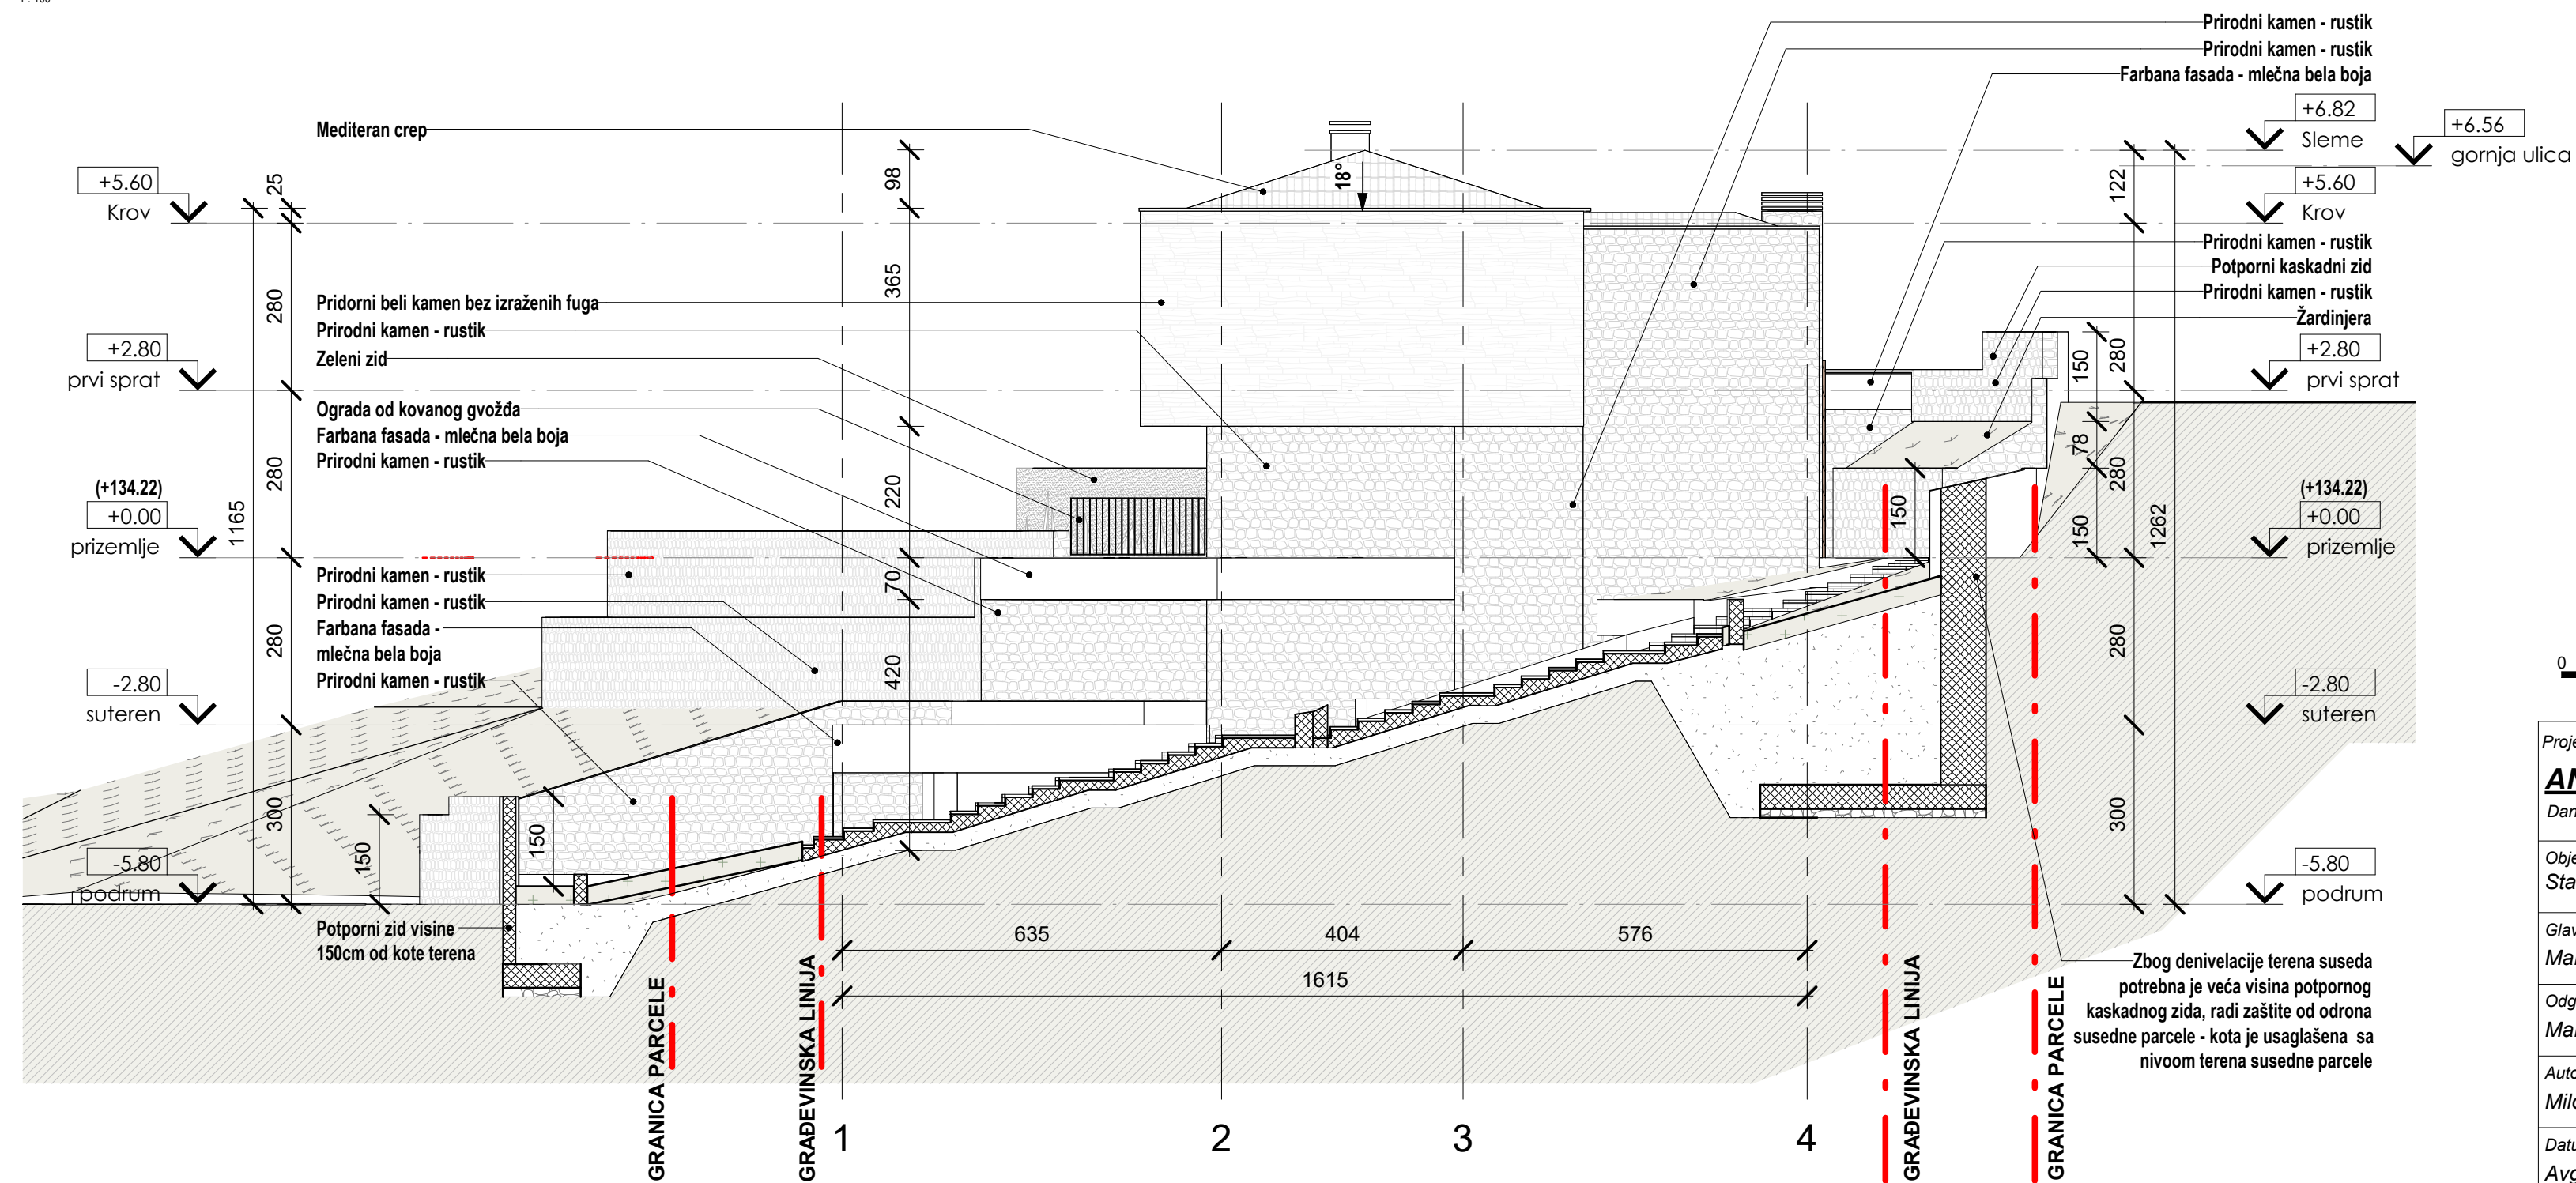 Prirodni kamen - rustik
Prirodni kamen - rustik
Farbana fasada - mlečna bela boja
Mediteran crep
+6.82
Sleme
+6.56
gornja ulica
+5.60
Krov
+5.60
Krov
25
98
18°
122
Prirodni kamen - rustik
Potporni kaskadni zid
Prirodni kamen - rustik
Žardinjera
280
365
Pridorni beli kamen bez izraženih fuga
Prirodni kamen - rustik
Zeleni zid
+2.80
prvi sprat
150
280
+2.80
prvi sprat
Ograda od kovanog gvožđa
Farbana fasada - mlečna bela boja
Prirodni kamen - rustik
280
220
78
280
(+134.22)
+0.00
prizemlje
1165
150
150
1262
(+134.22)
+0.00
prizemlje
Prirodni kamen - rustik
Prirodni kamen - rustik
Farbana fasada -
mlečna bela boja
Prirodni kamen - rustik
70
280
420
280
-2.80
suteren
-2.80
suteren
0
300
150
150
300
-5.80
podrum
-5.80
podrum
Potporni zid visine
150cm od kote terena
635
404
576
1615
Zbog denivelacije terena suseda
potrebna je veća visina potpornog
kaskadnog zida, radi zaštite od odrona
susedne parcele - kota je usaglašena sa
nivoom terena susedne parcele
GRANICA PARCELE
GRAĐEVINSKA LINIJA
GRAĐEVINSKA LINIJA
GRANICA PARCELE
1
2
3
4